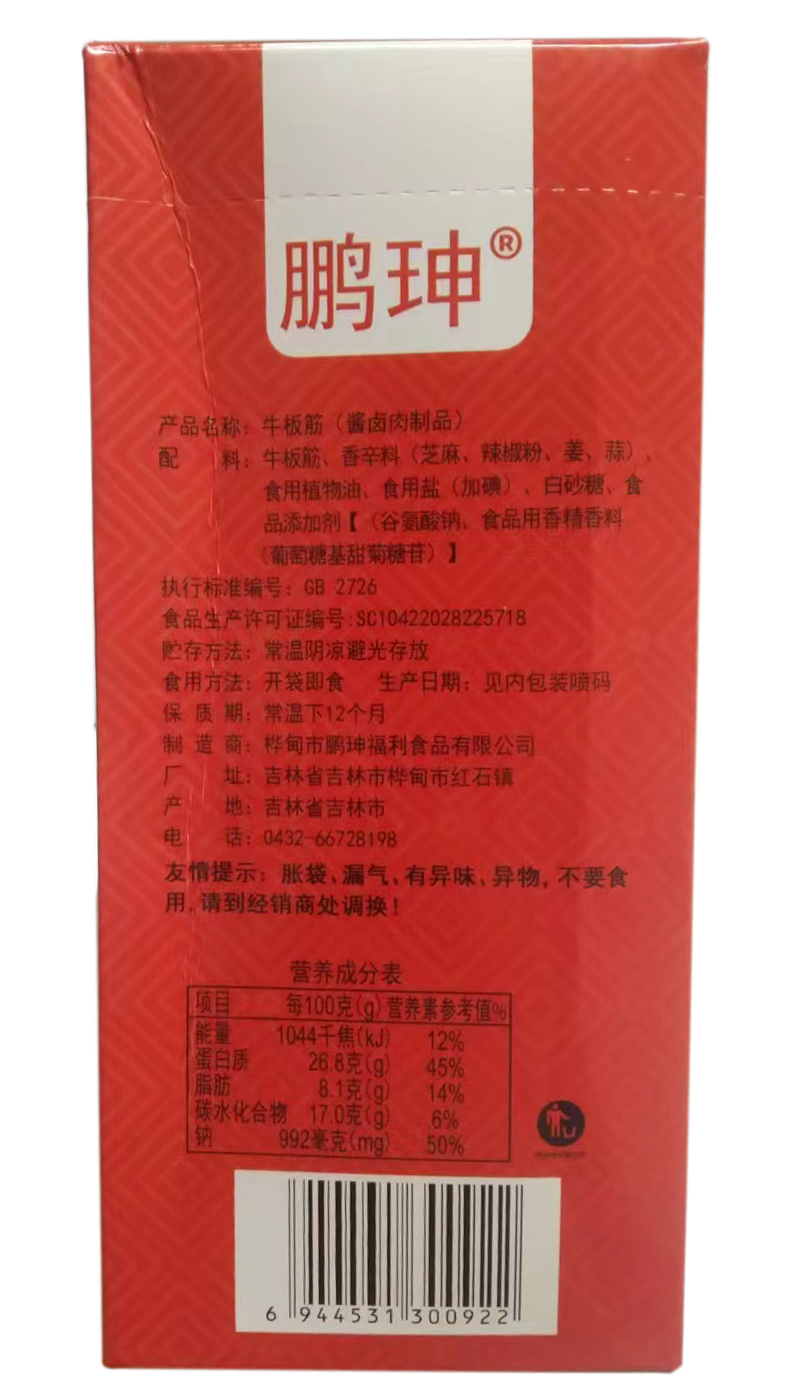 鹏珅®
产品名称：牛板筋（酱卤肉制品）
配 料：牛板筋、香辛料（芝麻、辣椒粉、姜、蒜）、
食用植物油、食用盐（加碘）、白砂糖、食
品添加剂【（谷氨酸钠、食品用香精香料
（葡萄糖基甜菊糖苷）】
执行标准编号：GB 2726
食品生产许可证编号:SC10422028225718
贮存方法：常温阴凉避光存放
食用方法：开袋即食 生产日期：见内包装喷码
保 质 期：常温下12个月
制 造 商：桦甸市鹏珅福利食品有限公司
厂 址：吉林省吉林市桦甸市红石镇
产 地：吉林省吉林市
电 话：0432-66728198
友情提示：胀袋、漏气、有异味、异物，不要食
用，请到经销商处调换！
营养成分表
项目 每100克(g) 营养素参考值%
能量 1044千焦(kJ) 12%
蛋白质 26.8克(g) 45%
脂肪 8.1克(g) 14%
碳水化合物 17.0克(g) 6%
钠 992毫克(mg) 50%
6 944531 300922